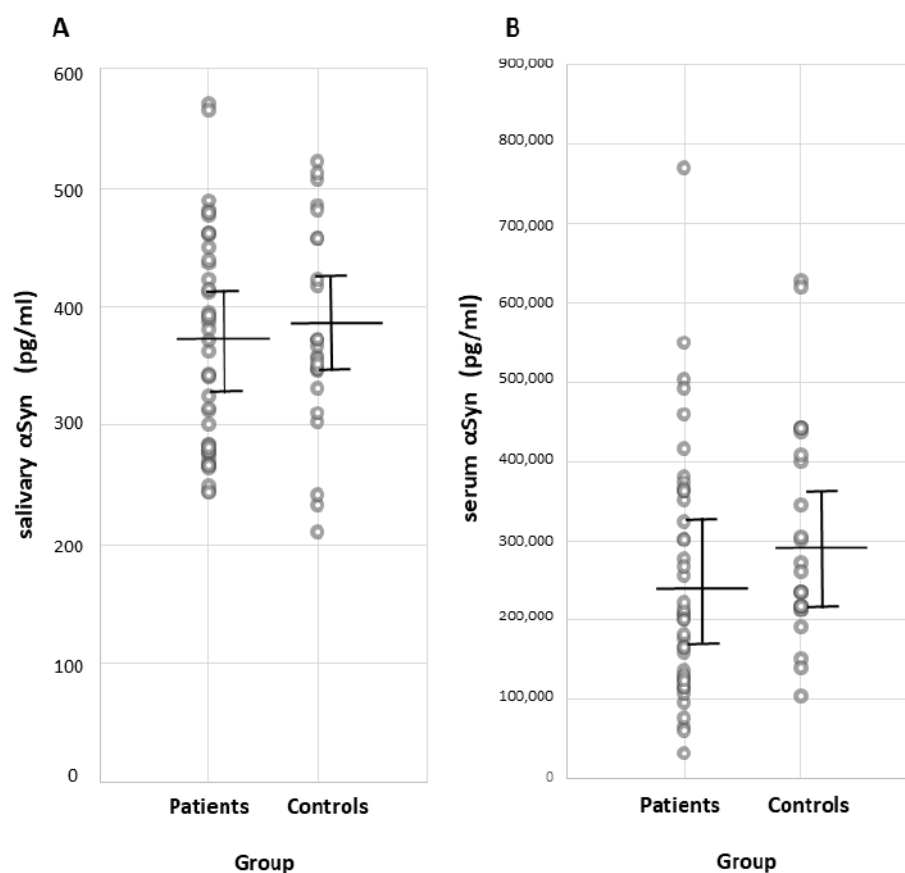 A
600
500
400
300
200
100
0
salivary αSyn (pg/ml)
Patients Controls
Group
B
900,000
800,000
700,000
600,000
500,000
400,000
300,000
200,000
100,000
0
serum αSyn (pg/ml)
Patients Controls
Group